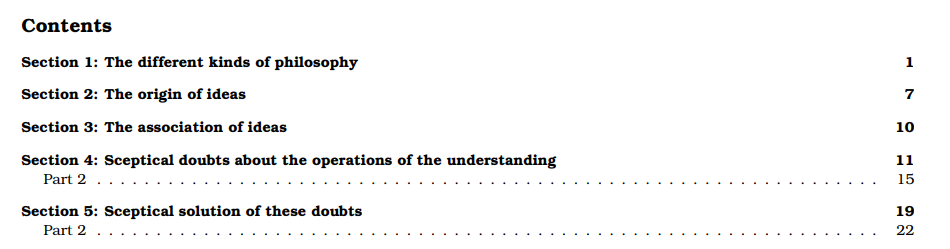 Contents
Section 1: The different kinds of philosophy 1
Section 2: The origin of ideas 7
Section 3: The association of ideas 10
Section 4: Sceptical doubts about the operations of the understanding 11
Part 2 . . . . . . . . . . . . . . . . . . . . . . . . . . . . . . . . . . . . . . . . . . . . . . . . . . . . . . . . . . . . . . . . . . 15
Section 5: Sceptical solution of these doubts 19
Part 2 . . . . . . . . . . . . . . . . . . . . . . . . . . . . . . . . . . . . . . . . . . . . . . . . . . . . . . . . . . . . . . . . . . 22